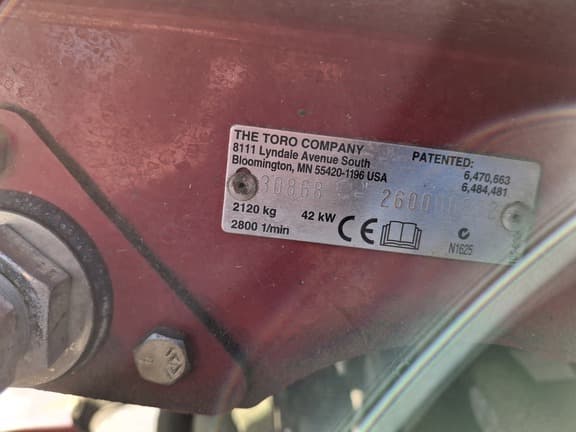 THE TORO COMPANY
8111 Lyndale Avenue South
Bloomington, MN 55420-1196 USA
PATENTED:
6,470,663
6,484,481
30868
2120 kg 42 kW
2800 1/min
CE
N1625